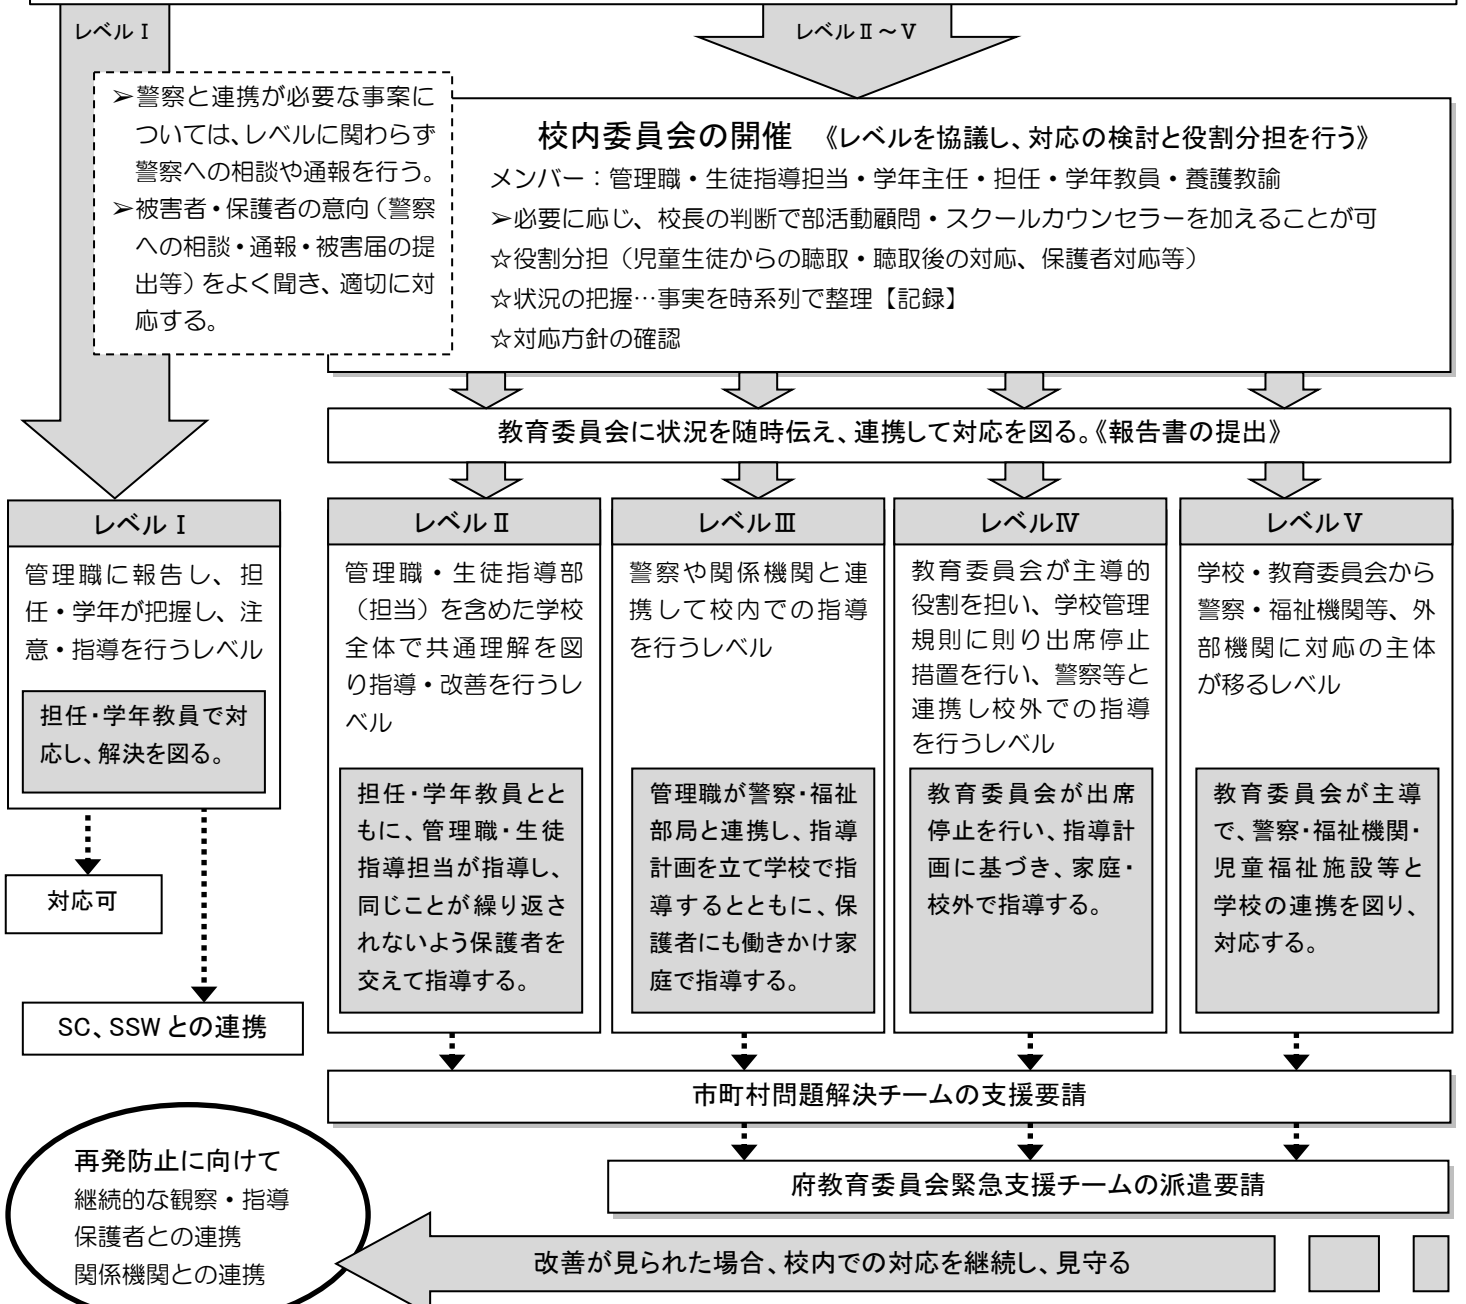 レベルⅠ
レベルⅡ～Ⅴ
➢警察と連携が必要な事案に
ついては、レベルに関わらず
警察への相談や通報を行う。
➢被害者・保護者の意向（警察
への相談・通報・被害届の提
出等）をよく聞き、適切に対
応する。
校内委員会の開催　《レベルを協議し、対応の検討と役割分担を行う》
メンバー：管理職・生徒指導担当・学年主任・担任・学年教員・養護教諭
➢必要に応じ、校長の判断で部活動顧問・スクールカウンセラーを加えることが可
☆役割分担（児童生徒からの聴取・聴取後の対応、保護者対応等）
☆状況の把握…事実を時系列で整理【記録】
☆対応方針の確認
教育委員会に状況を随時伝え、連携して対応を図る。《報告書の提出》
レベルⅠ
管理職に報告し、担
任・学年が把握し、注
意・指導を行うレベル
担任・学年教員で対
応し、解決を図る。
対応可
SC、SSWとの連携
レベルⅡ
管理職・生徒指導部
（担当）を含めた学校
全体で共通理解を図
り指導・改善を行うレ
ベル
担任・学年教員とと
もに、管理職・生徒
指導担当が指導し、
同じことが繰り返さ
れないよう保護者を
交えて指導する。
レベルⅢ
警察や関係機関と連
携して校内での指導
を行うレベル
管理職が警察・福祉
部局と連携し、指導
計画を立て学校で指
導するとともに、保
護者にも働きかけ家
庭で指導する。
レベルⅣ
教育委員会が主導的
役割を担い、学校管理
規則に則り出席停止
措置を行い、警察等と
連携し校外での指導
を行うレベル
教育委員会が出席
停止を行い、指導計
画に基づき、家庭・
校外で指導する。
レベルⅤ
学校・教育委員会から
警察・福祉機関等、外
部機関に対応の主体
が移るレベル
教育委員会が主導
で、警察・福祉機関・
児童福祉施設等と
学校の連携を図り、
対応する。
市町村問題解決チームの支援要請
府教育委員会緊急支援チームの派遣要請
再発防止に向けて
継続的な観察・指導
保護者との連携
関係機関との連携
改善が見られた場合、校内での対応を継続し、見守る